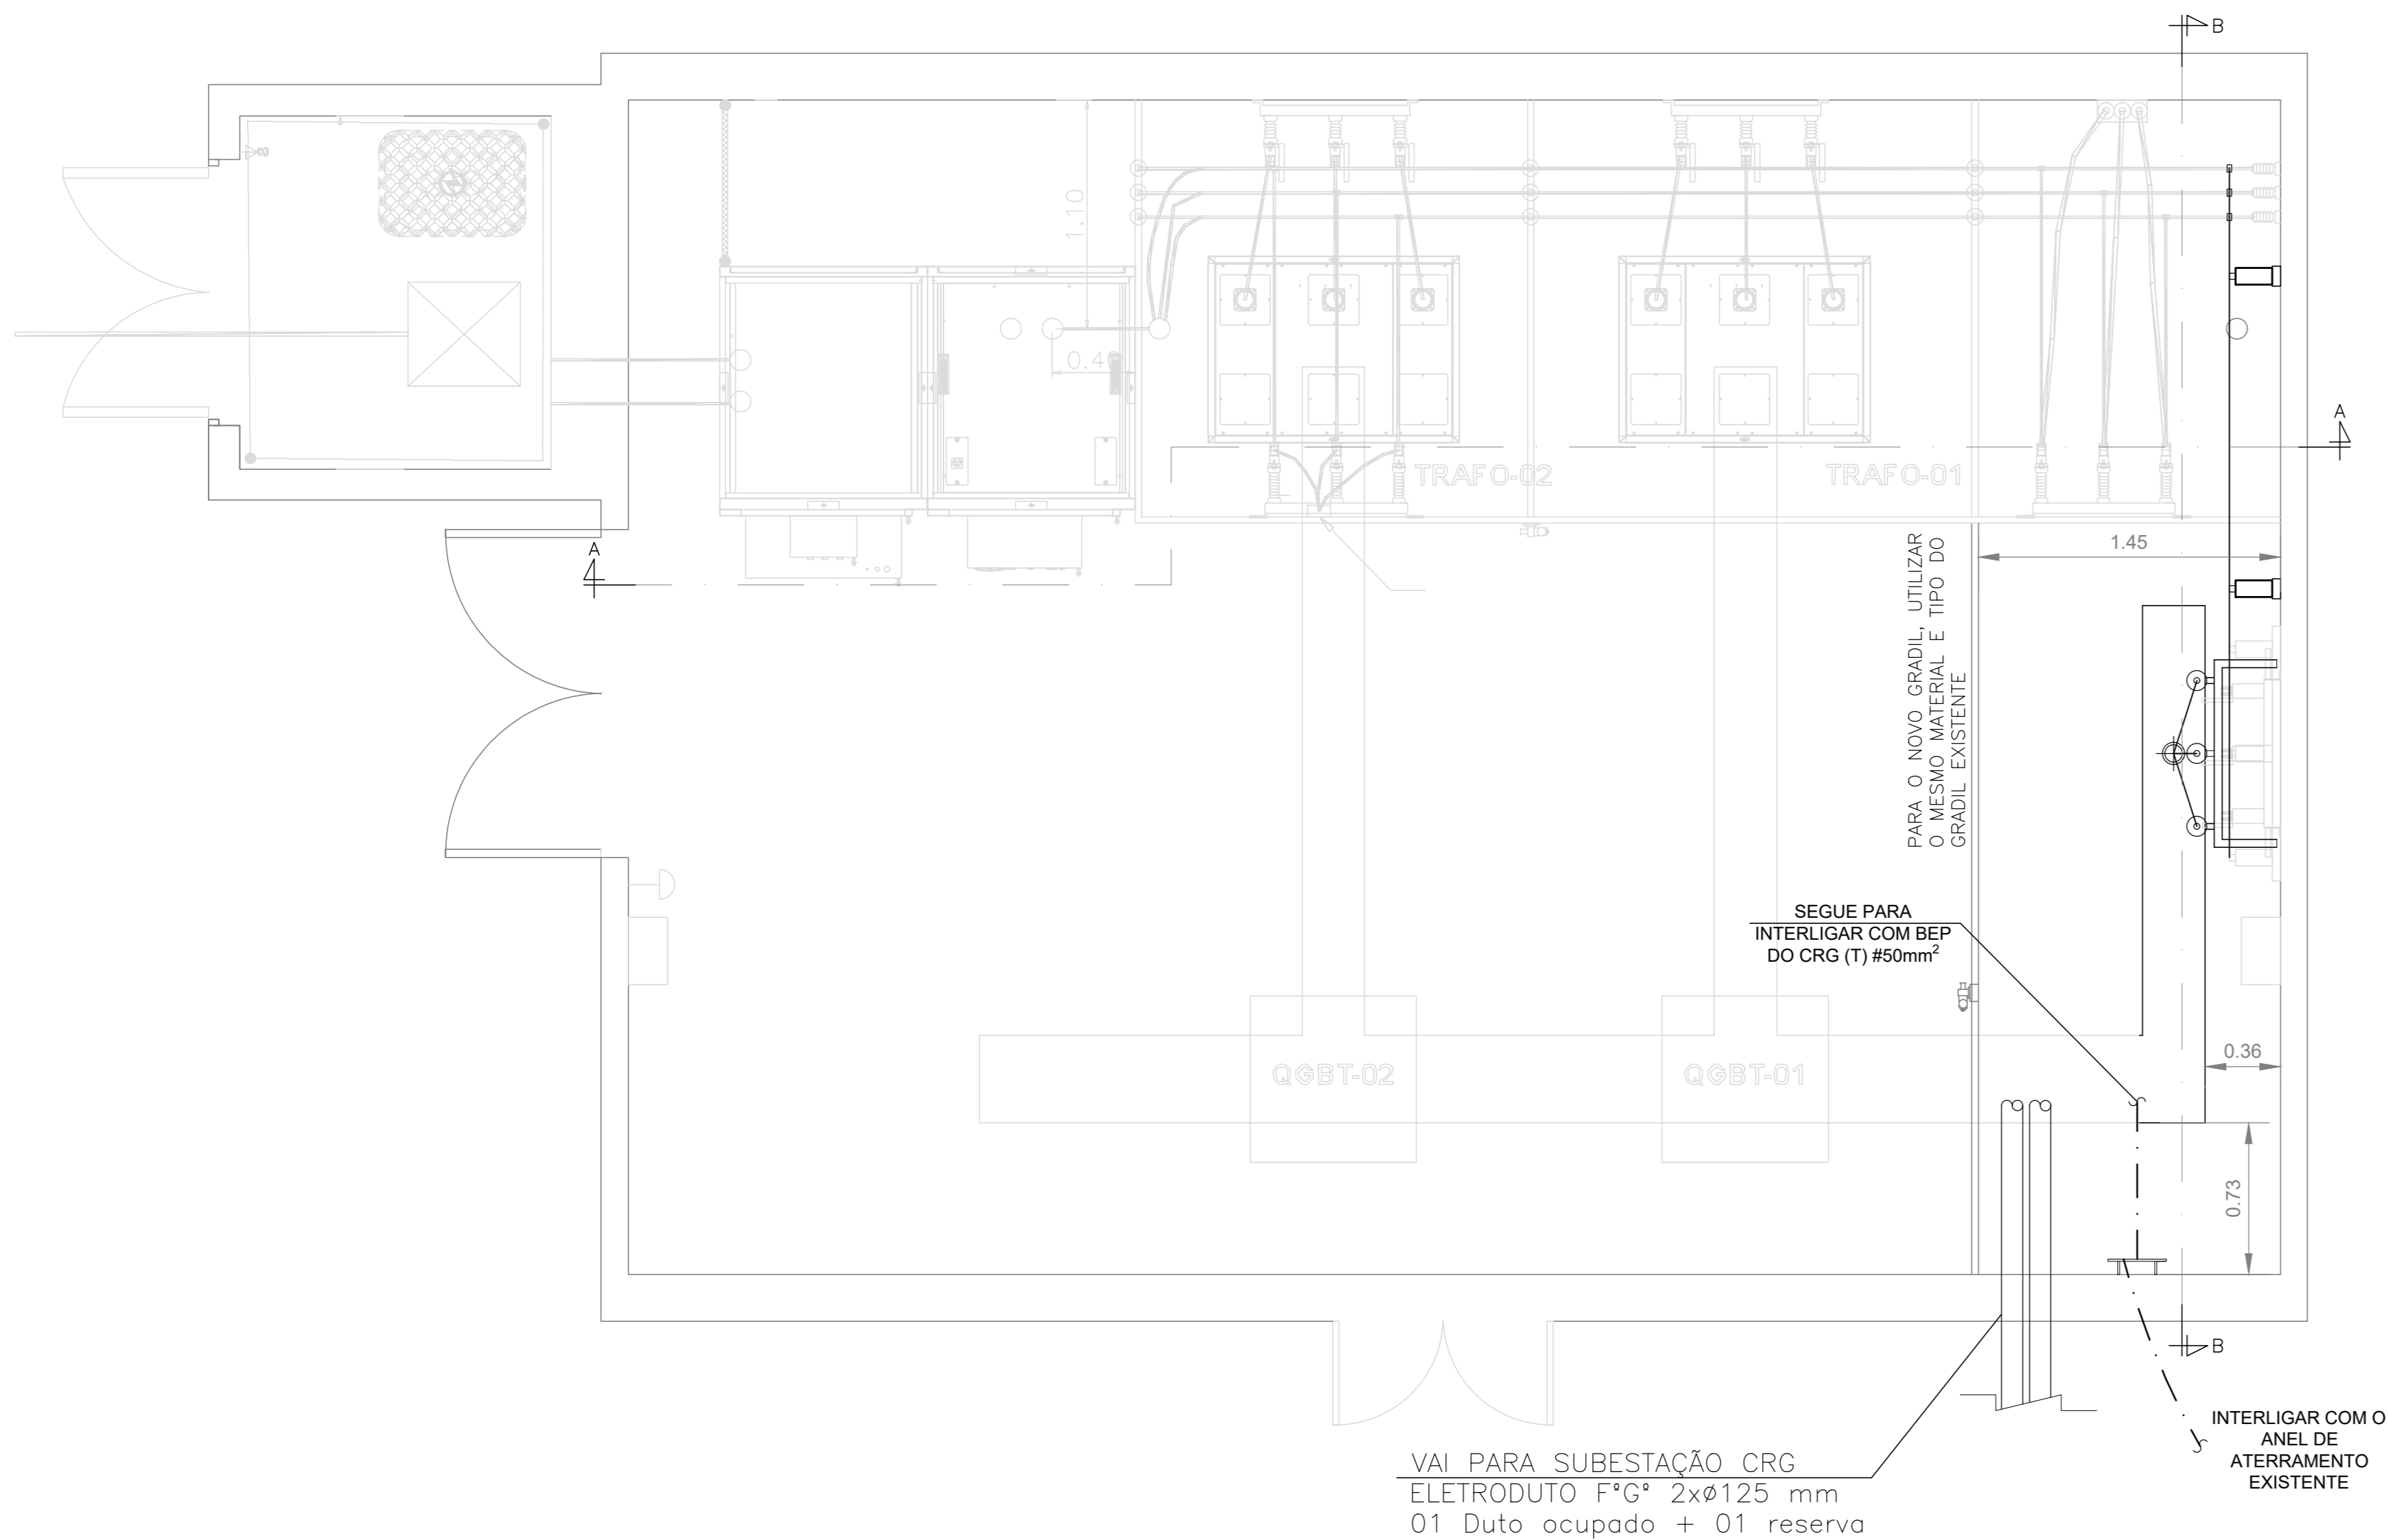 B
1.10
0.40
A
TRAFO-02
TRAFO-01
A
1.45
PARA O NOVO GRADIL, UTILIZAR
O MESMO MATERIAL E TIPO DO
GRADIL EXISTENTE
SEGUE PARA
INTERLIGAR COM BEP
DO CRG (T) #50mm²
0.36
QGBT-02
QGBT-01
0.73
B
INTERLIGAR COM O
ANEL DE
ATERRAMENTO
EXISTENTE
VAI PARA SUBESTAÇÃO CRG
ELETRODUTO FºGº 2xø125 mm
01 Duto ocupado + 01 reserva